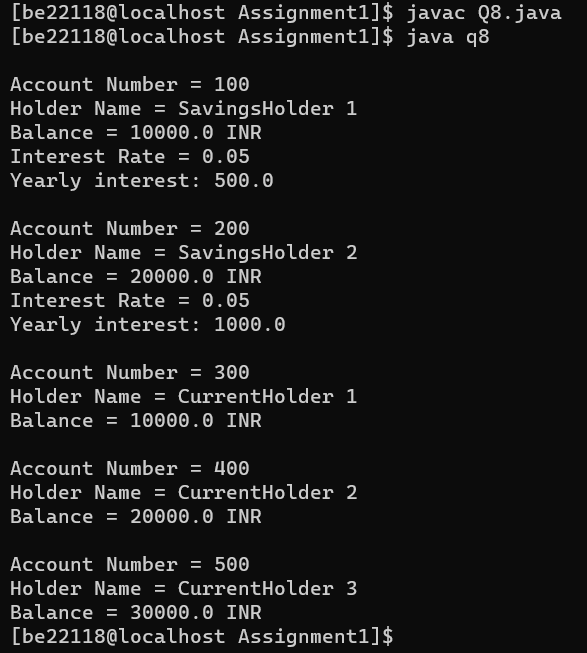 [be22118@localhost Assignment1]$ javac Q8.java
[be22118@localhost Assignment1]$ java q8
Account Number = 100
Holder Name = SavingsHolder 1
Balance = 10000.0 INR
Interest Rate = 0.05
Yearly interest: 500.0
Account Number = 200
Holder Name = SavingsHolder 2
Balance = 20000.0 INR
Interest Rate = 0.05
Yearly interest: 1000.0
Account Number = 300
Holder Name = CurrentHolder 1
Balance = 10000.0 INR
Account Number = 400
Holder Name = CurrentHolder 2
Balance = 20000.0 INR
Account Number = 500
Holder Name = CurrentHolder 3
Balance = 30000.0 INR
[be22118@localhost Assignment1]$